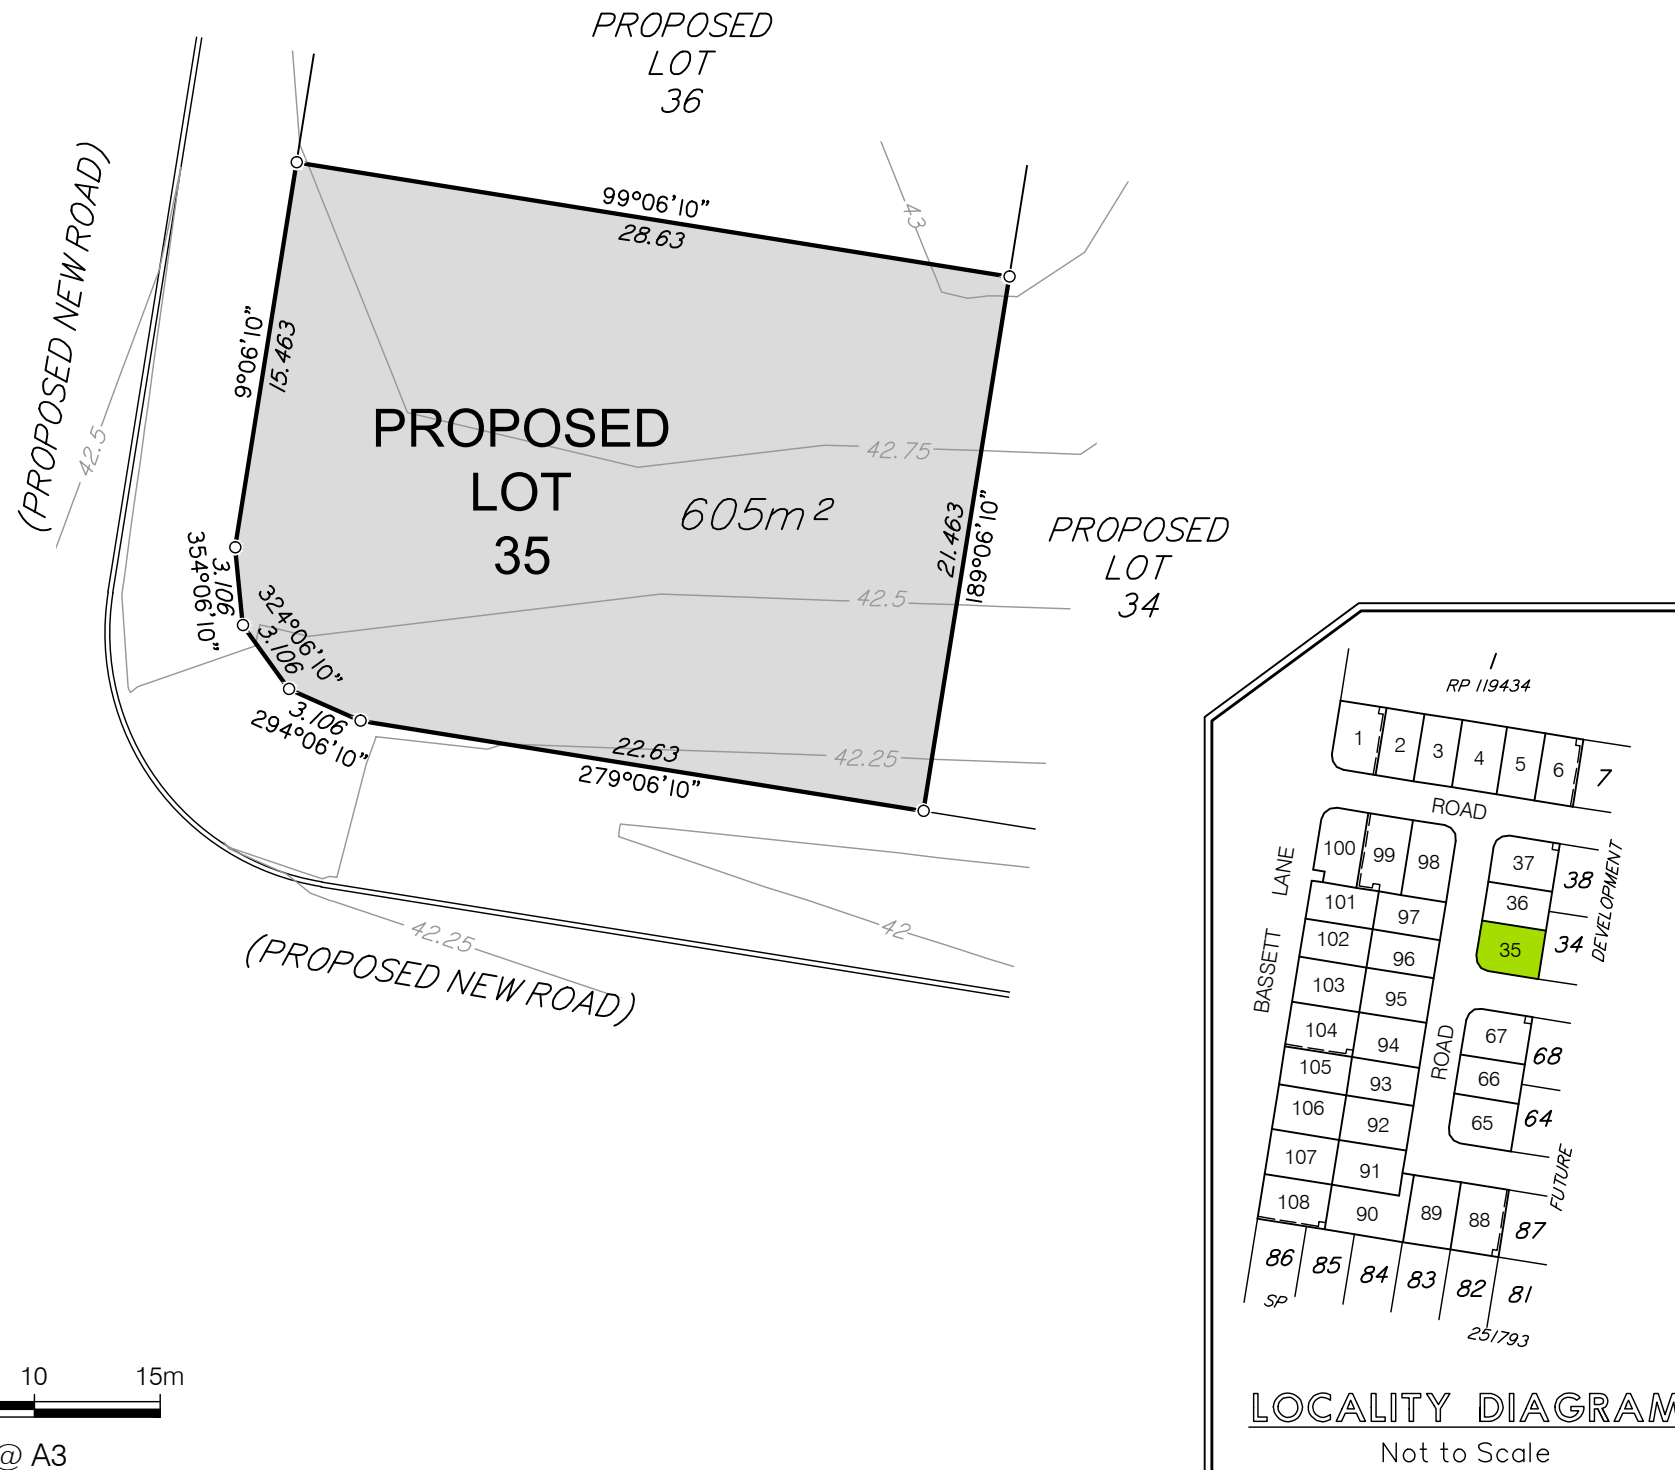 PROPOSED
LOT
36
(PROPOSED NEW ROAD)
99°06'10"
28.63
43
9°06'10"
15.463
42.5
PROPOSED
LOT
35
42.75
605m²
21.463
189°06'10"
PROPOSED
LOT
34
42.5
354°06'10"
3.106
324°06'10"
3.106
3.106
294°06'10"
22.63
279°06'10"
42.25
42.25
42
(PROPOSED NEW ROAD)
10 15m
@ A3
1
RP 119434
1 2 3 4 5 6 7
ROAD
BASSETT LANE
100 99 98
37 38
36
35 34
FUTURE DEVELOPMENT
101 97
102 96
103 95
104 94
105 93
106 92
107 91
108 90 89 88 87
ROAD
67 68
66
65 64
86 85 84 83 82 81
SP 251793
LOCALITY DIAGRAM
Not to Scale